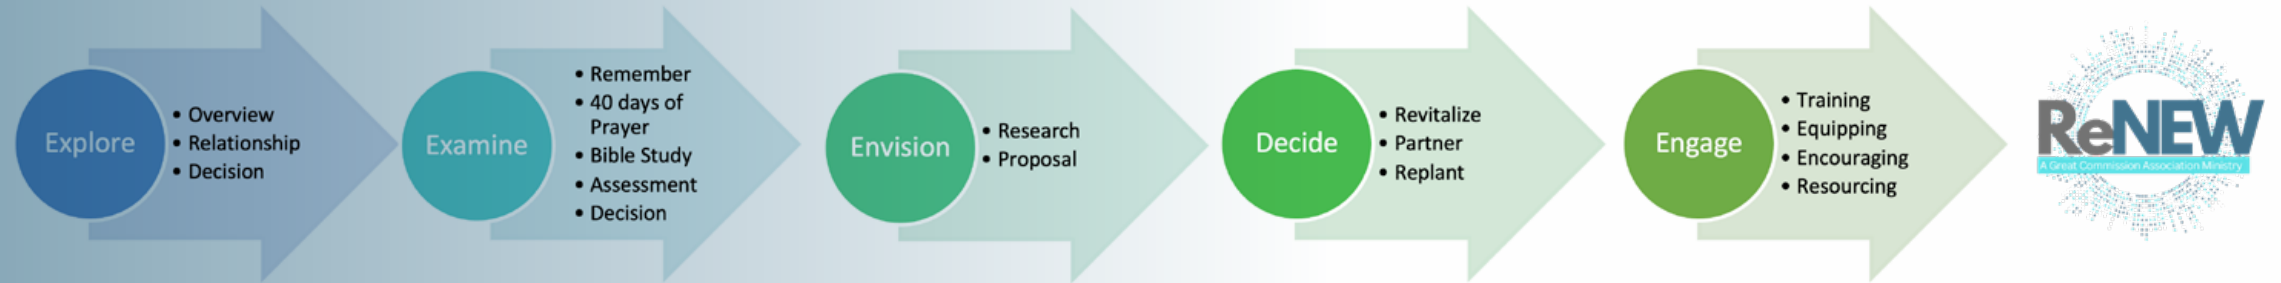 Explore
• Overview
• Relationship
• Decision
Examine
• Remember
• 40 days of
Prayer
• Bible Study
• Assessment
• Decision
Envision
• Research
• Proposal
Decide
• Revitalize
• Partner
• Replant
Engage
• Training
• Equipping
• Encouraging
• Resourcing
ReNEW
A Great Commission Association Ministry